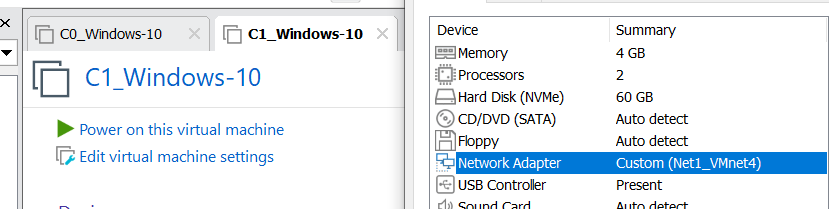 C0_Windows-10
C1_Windows-10
C1_Windows-10
Power on this virtual machine
Edit virtual machine settings
Device Summary
Memory 4 GB
Processors 2
Hard Disk (NVMe) 60 GB
CD/DVD (SATA) Auto detect
Floppy Auto detect
Network Adapter Custom (Net1_VMnet4)
USB Controller Present
Sound Card Auto detect